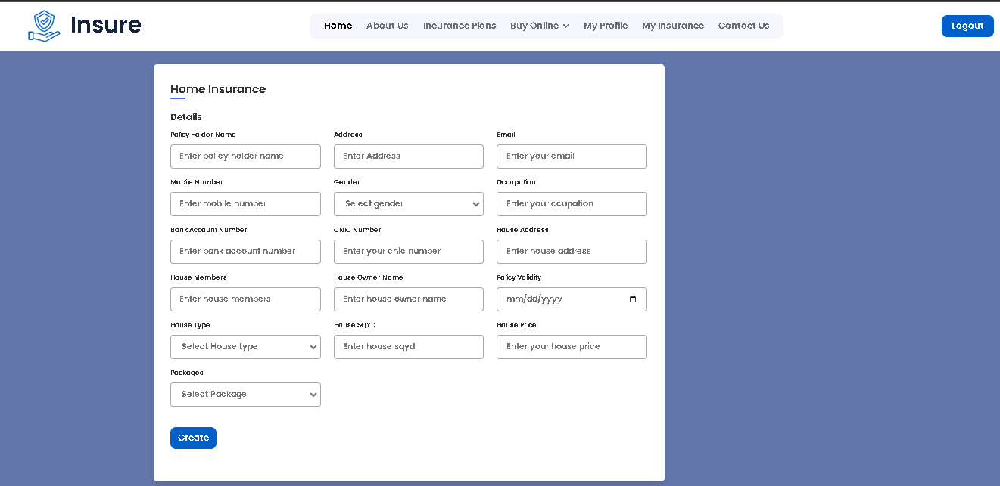 Insure
Home About Us Incurance Plans Buy Online My Profile My Insurance Contact Us
Logout
Home Insurance
Details
Policy Holder Name Address Email
Enter policy holder name Enter Address Enter your email
Mobile Number Gender Occupation
Enter mobile number Select gender Enter your ccupation
Bank Account Number CNIC Number House Address
Enter bank account number Enter your cnic number Enter house address
House Members House Owner Name Policy Validity
Enter house members Enter house owner name mm/dd/yyyy
House Type House SQYD House Price
Select House type Enter house sqyd Enter your house price
Packages
Select Package
Create